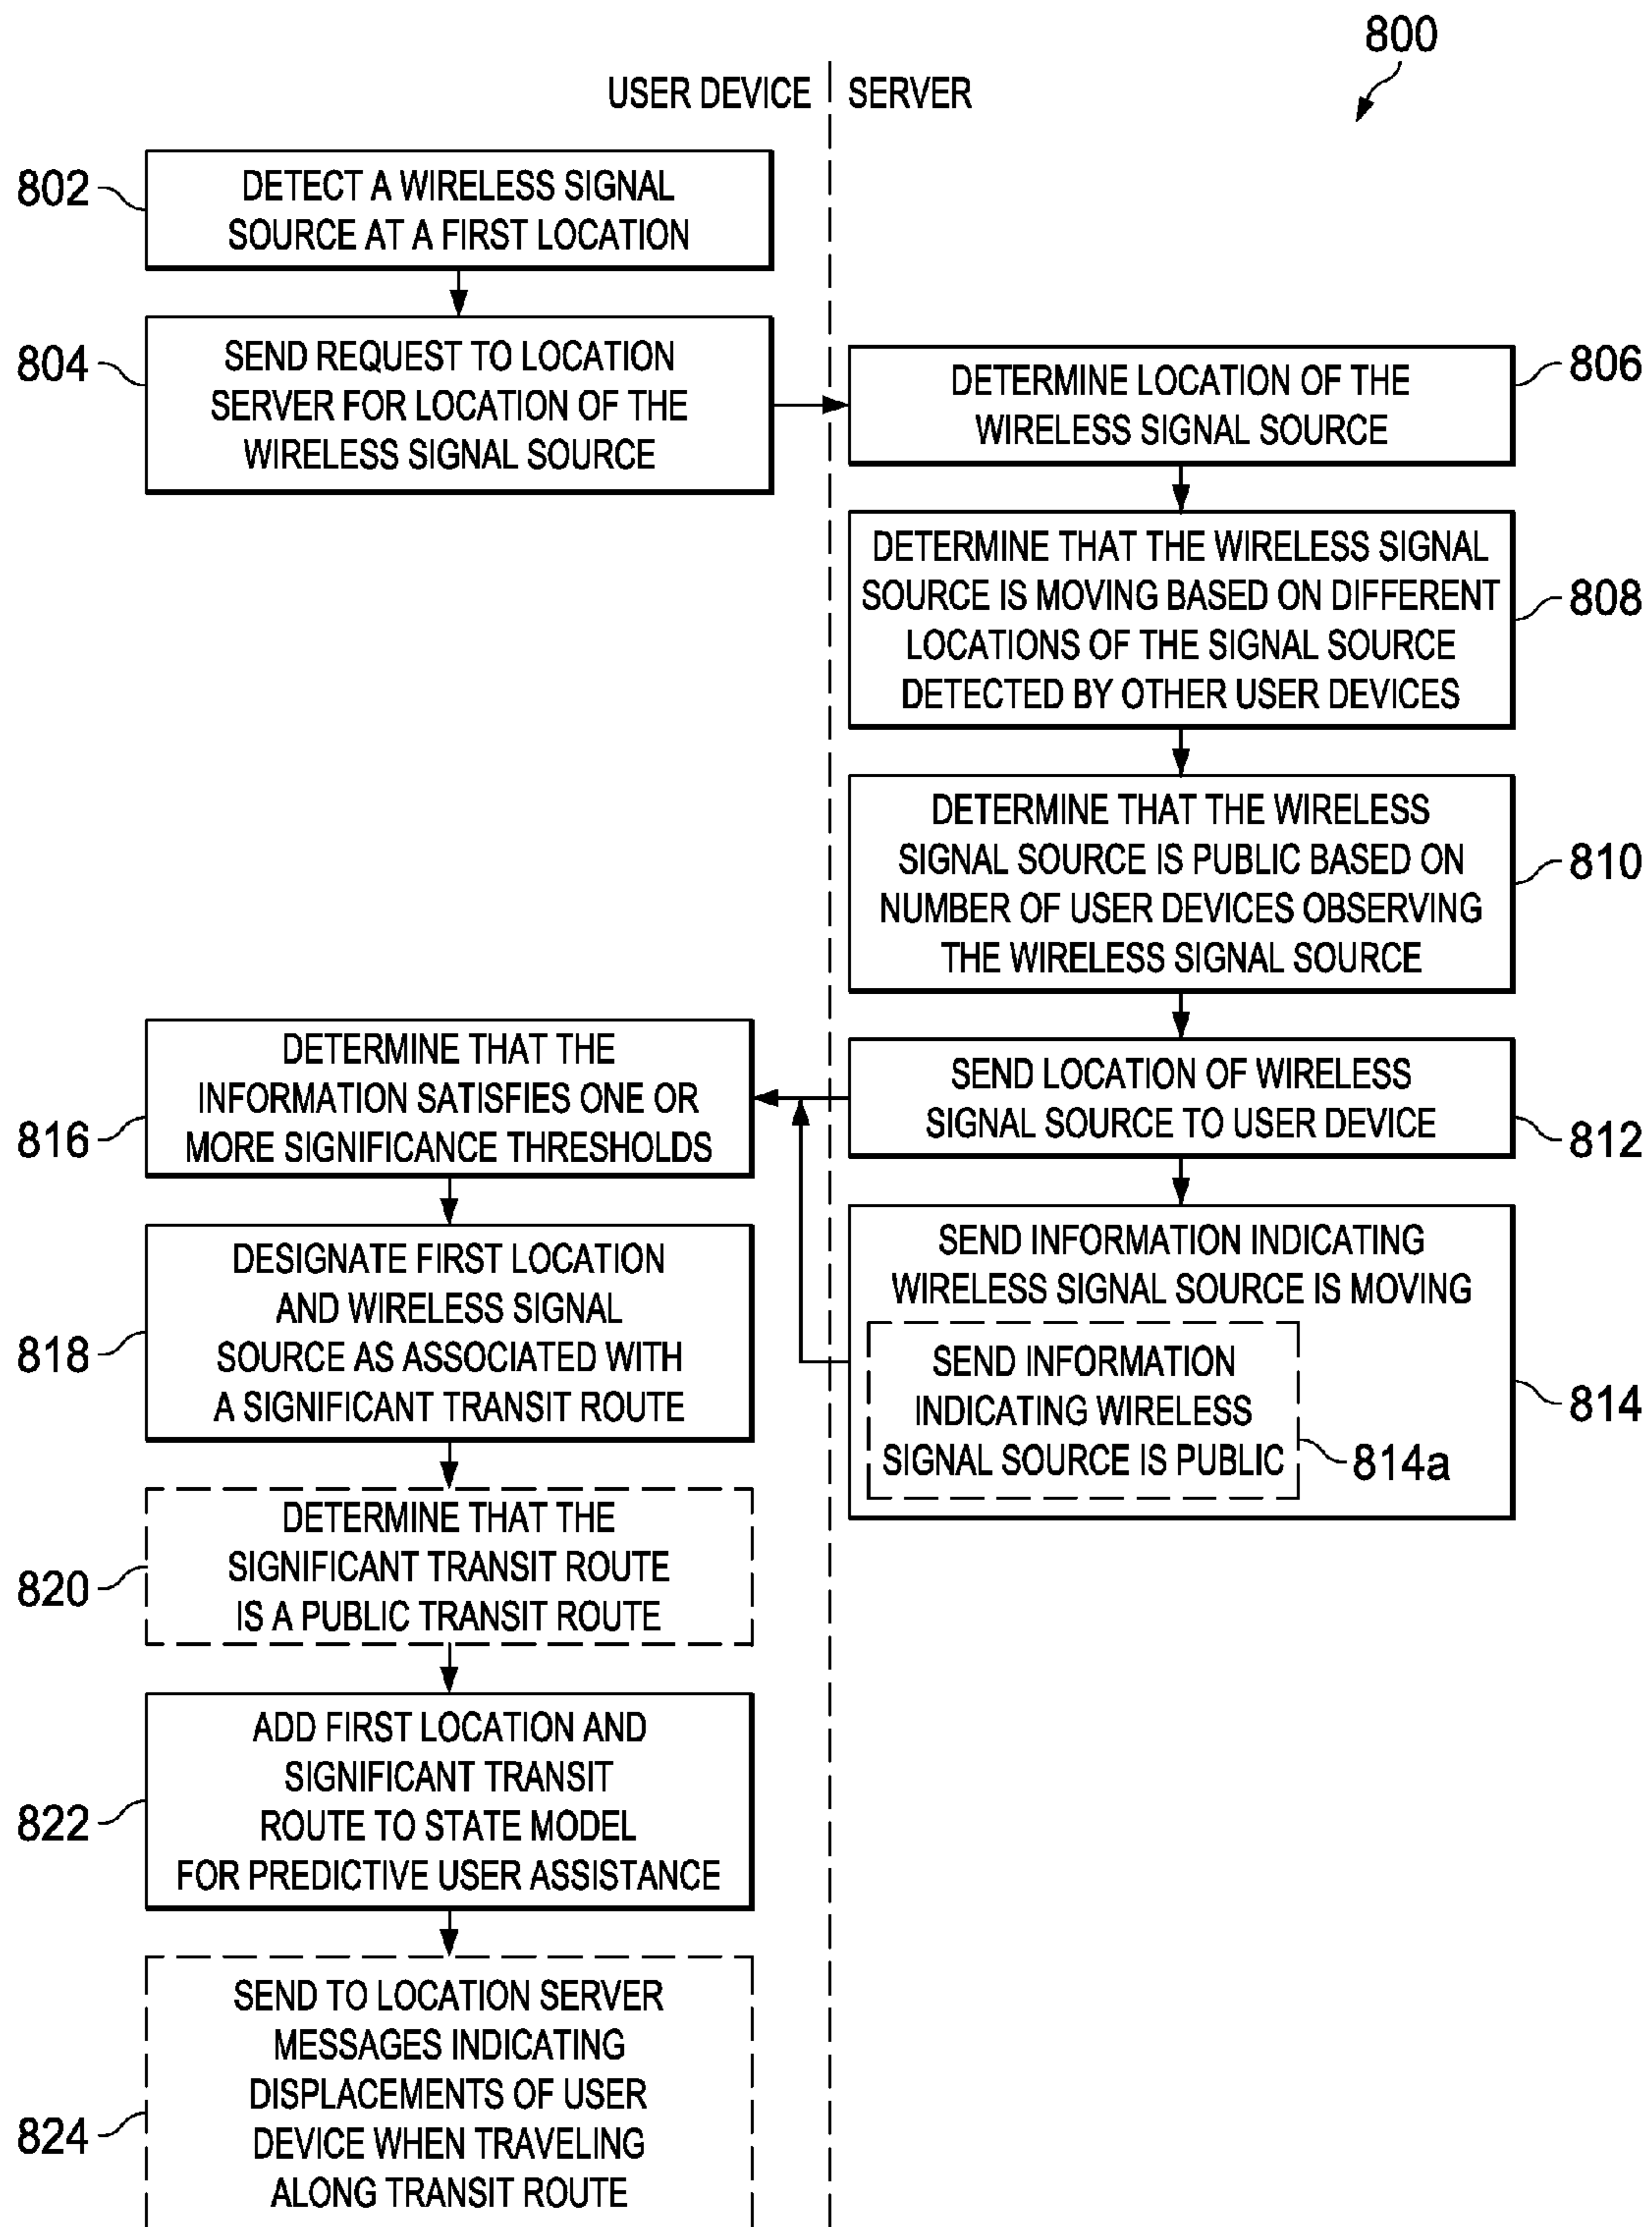 800
USER DEVICE
SERVER
802
DETECT A WIRELESS SIGNAL
SOURCE AT A FIRST LOCATION
804
SEND REQUEST TO LOCATION
SERVER FOR LOCATION OF THE
WIRELESS SIGNAL SOURCE
806
DETERMINE LOCATION OF THE
WIRELESS SIGNAL SOURCE
808
DETERMINE THAT THE WIRELESS SIGNAL
SOURCE IS MOVING BASED ON DIFFERENT
LOCATIONS OF THE SIGNAL SOURCE
DETECTED BY OTHER USER DEVICES
810
DETERMINE THAT THE WIRELESS
SIGNAL SOURCE IS PUBLIC BASED ON
NUMBER OF USER DEVICES OBSERVING
THE WIRELESS SIGNAL SOURCE
812
SEND LOCATION OF WIRELESS
SIGNAL SOURCE TO USER DEVICE
814
SEND INFORMATION INDICATING
WIRELESS SIGNAL SOURCE IS MOVING
SEND INFORMATION
INDICATING WIRELESS
SIGNAL SOURCE IS PUBLIC
814a
816
DETERMINE THAT THE
INFORMATION SATISFIES ONE OR
MORE SIGNIFICANCE THRESHOLDS
818
DESIGNATE FIRST LOCATION
AND WIRELESS SIGNAL
SOURCE AS ASSOCIATED WITH
A SIGNIFICANT TRANSIT ROUTE
820
DETERMINE THAT THE
SIGNIFICANT TRANSIT ROUTE
IS A PUBLIC TRANSIT ROUTE
822
ADD FIRST LOCATION AND
SIGNIFICANT TRANSIT
ROUTE TO STATE MODEL
FOR PREDICTIVE USER ASSISTANCE
824
SEND TO LOCATION SERVER
MESSAGES INDICATING
DISPLACEMENTS OF USER
DEVICE WHEN TRAVELING
ALONG TRANSIT ROUTE